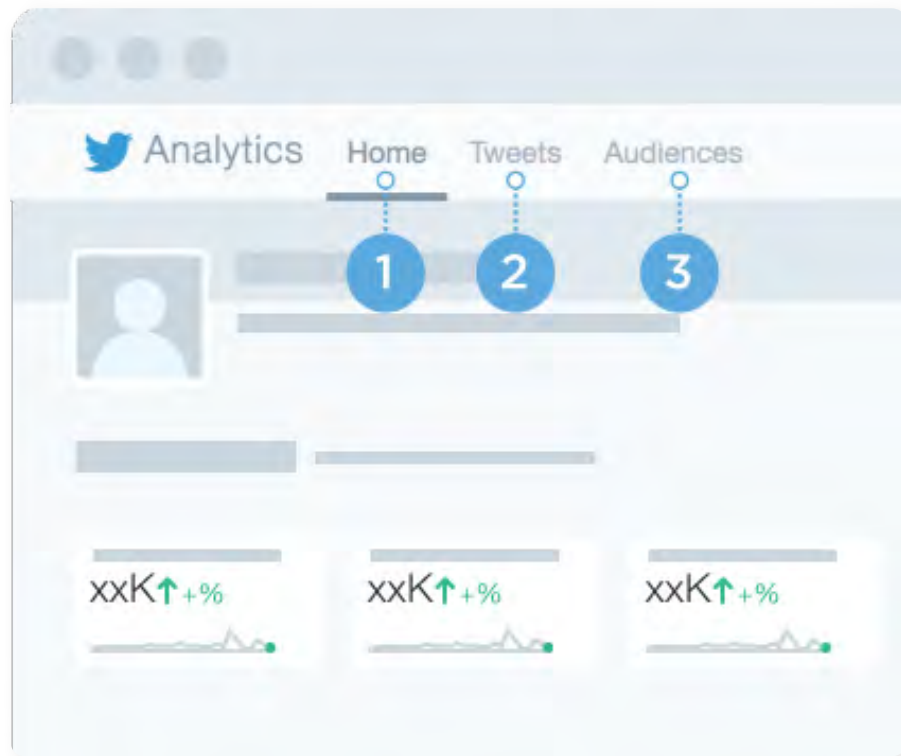 Analytics Home Tweets Audiences
1 2 3
xxK↑+% xxK↑+% xxK↑+%